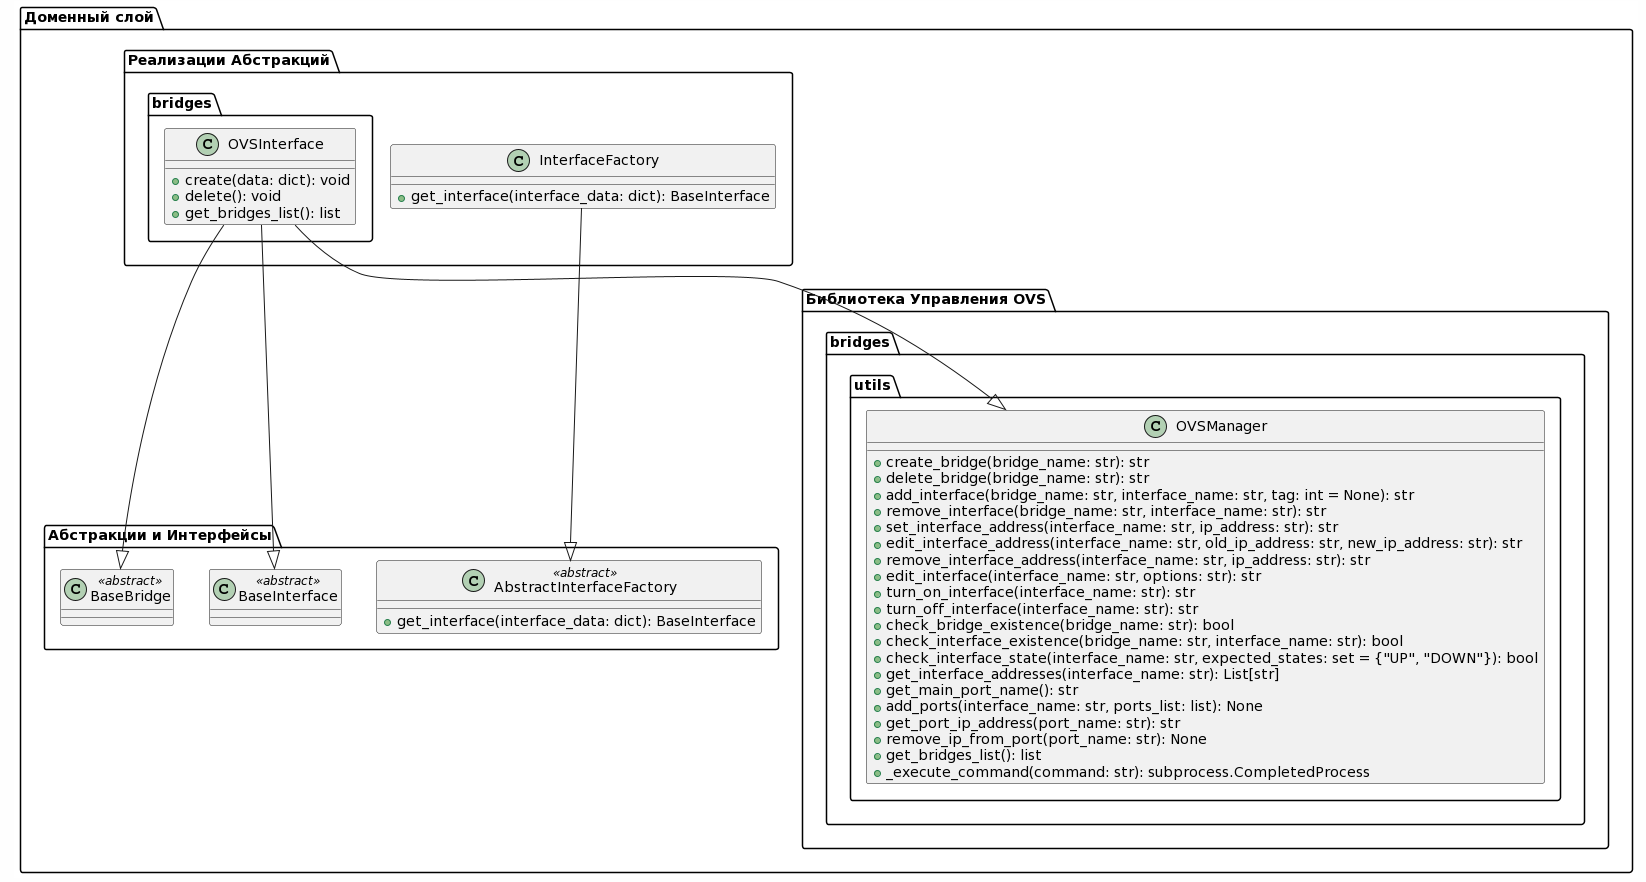 Доменный слой
Реализации Абстракций
bridges
C OVSInterface
create(data: dict): void
delete(): void
get_bridges_list(): list
C InterfaceFactory
get_interface(interface_data: dict): BaseInterface
Библиотека Управления OVS
bridges
utils
C OVSManager
create_bridge(bridge_name: str): str
delete_bridge(bridge_name: str): str
add_interface(bridge_name: str, interface_name: str, tag: int = None): str
remove_interface(bridge_name: str, interface_name: str): str
set_interface_address(interface_name: str, ip_address: str): str
edit_interface_address(interface_name: str, old_ip_address: str, new_ip_address: str): str
remove_interface_address(interface_name: str, ip_address: str): str
edit_interface(interface_name: str, options: str): str
turn_on_interface(interface_name: str): str
turn_off_interface(interface_name: str): str
check_bridge_existence(bridge_name: str): bool
check_interface_existence(bridge_name: str, interface_name: str): bool
check_interface_state(interface_name: str, expected_states: set = {"UP", "DOWN"}): bool
get_interface_addresses(interface_name: str): List[str]
get_main_port_name(): str
add_ports(interface_name: str, ports_list: list): None
get_port_ip_address(port_name: str): str
remove_ip_from_port(port_name: str): None
get_bridges_list(): list
_execute_command(command: str): subprocess.CompletedProcess
Абстракции и Интерфейсы
C «abstract»
BaseBridge
C «abstract»
BaseInterface
C «abstract»
AbstractInterfaceFactory
get_interface(interface_data: dict): BaseInterface